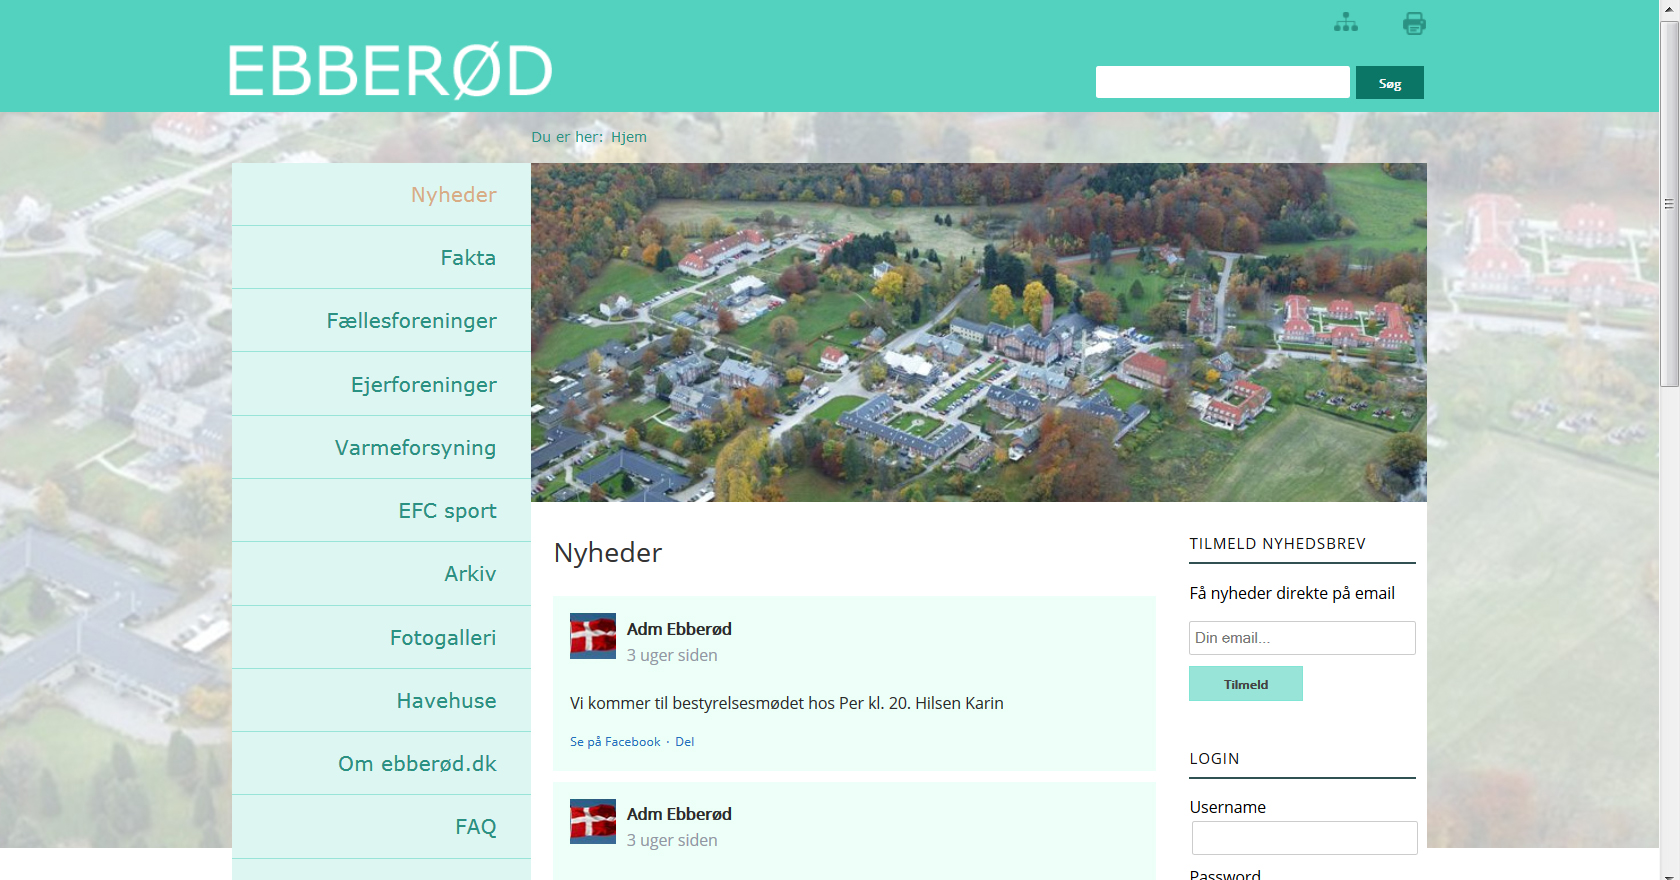 EBBERØD
Søg
Du er her: Hjem
Nyheder
Fakta
Fællesforeninger
Ejerforeninger
Varmeforsyning
EFC sport
Arkiv
Fotogalleri
Havehuse
Om ebberød.dk
FAQ
Nyheder
Adm Ebberød
3 uger siden
Vi kommer til bestyrelsesmødet hos Per kl. 20. Hilsen Karin
Se på Facebook · Del
Adm Ebberød
3 uger siden
TILMELD NYHEDSBREV
Få nyheder direkte på email
Din email...
Tilmeld
LOGIN
Username
Password